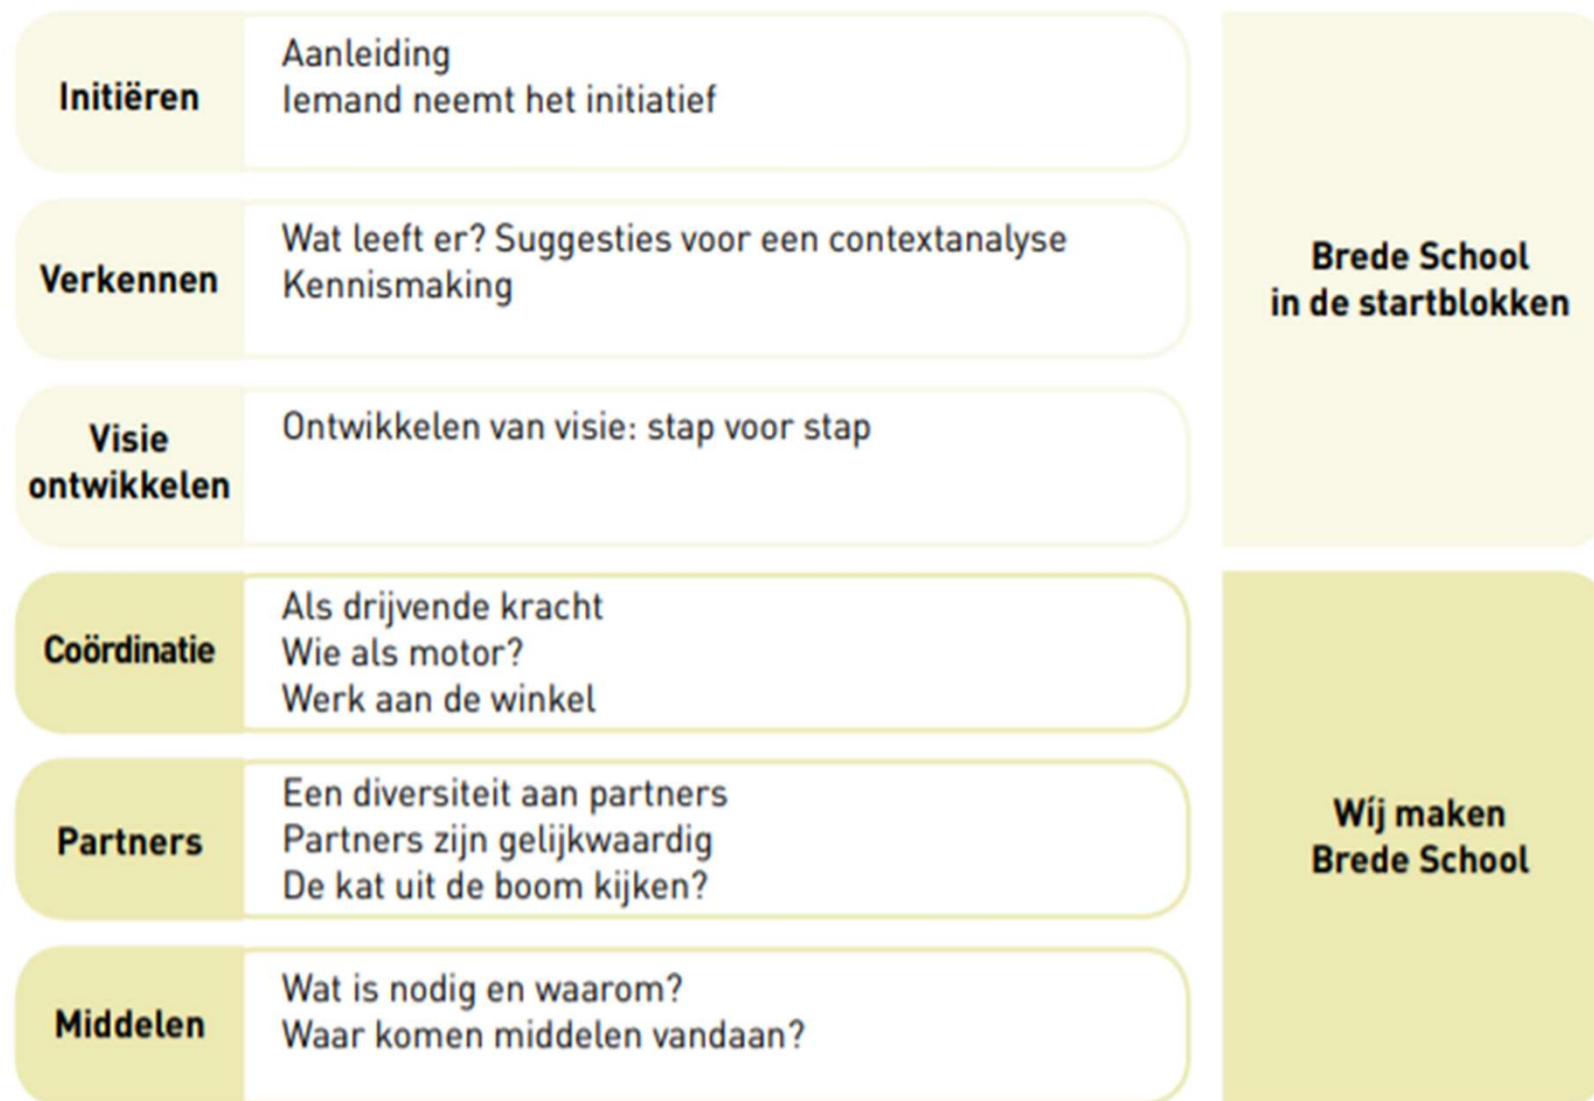 Initiëren
Aanleiding
Iemand neemt het initiatief
Verkennen
Wat leeft er? Suggesties voor een contextanalyse
Kennismaking
Visie
ontwikkelen
Ontwikkelen van visie: stap voor stap
Brede School
in de startblokken
Coördinatie
Als drijvende kracht
Wie als motor?
Werk aan de winkel
Partners
Een diversiteit aan partners
Partners zijn gelijkwaardig
De kat uit de boom kijken?
Middelen
Wat is nodig en waarom?
Waar komen middelen vandaan?
Wíj maken
Brede School